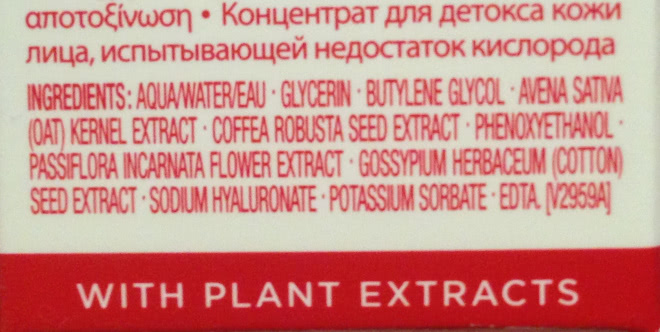 αποτοξίνωση • Концентрат для детокса кожи
лица, испытывающей недостаток кислорода
INGREDIENTS: AQUA/WATER/EAU · GLYCERIN · BUTYLENE GLYCOL · AVENA SATIVA
(OAT) KERNEL EXTRACT · COFFEA ROBUSTA SEED EXTRACT · PHENOXYETHANOL ·
PASSIFLORA INCARNATA FLOWER EXTRACT · GOSSYPIUM HERBACEUM (COTTON)
SEED EXTRACT · SODIUM HYALURONATE · POTASSIUM SORBATE · EDTA. [V2959A]
WITH PLANT EXTRACTS